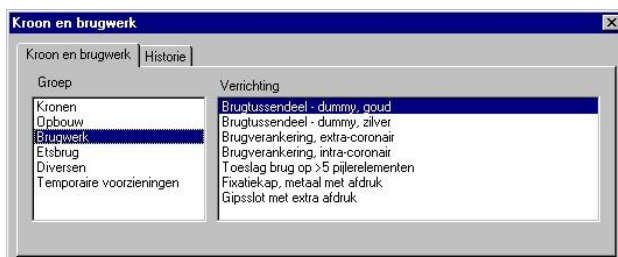 Kroon en brugwerk
Kroon en brugwerk Historie
Groep
Kronen
Opbouw
Brugwerk
Etsbrug
Diversen
Temporaire voorzieningen
Verrichting
Brugtussendeel - dummy, goud
Brugtussendeel - dummy, zilver
Brugverankering, extra-coronair
Brugverankering, intra-coronair
Toeslag brug op >5 pijlerelementen
Fixatiekap, metaal met afdruk
Gipsslot met extra afdruk